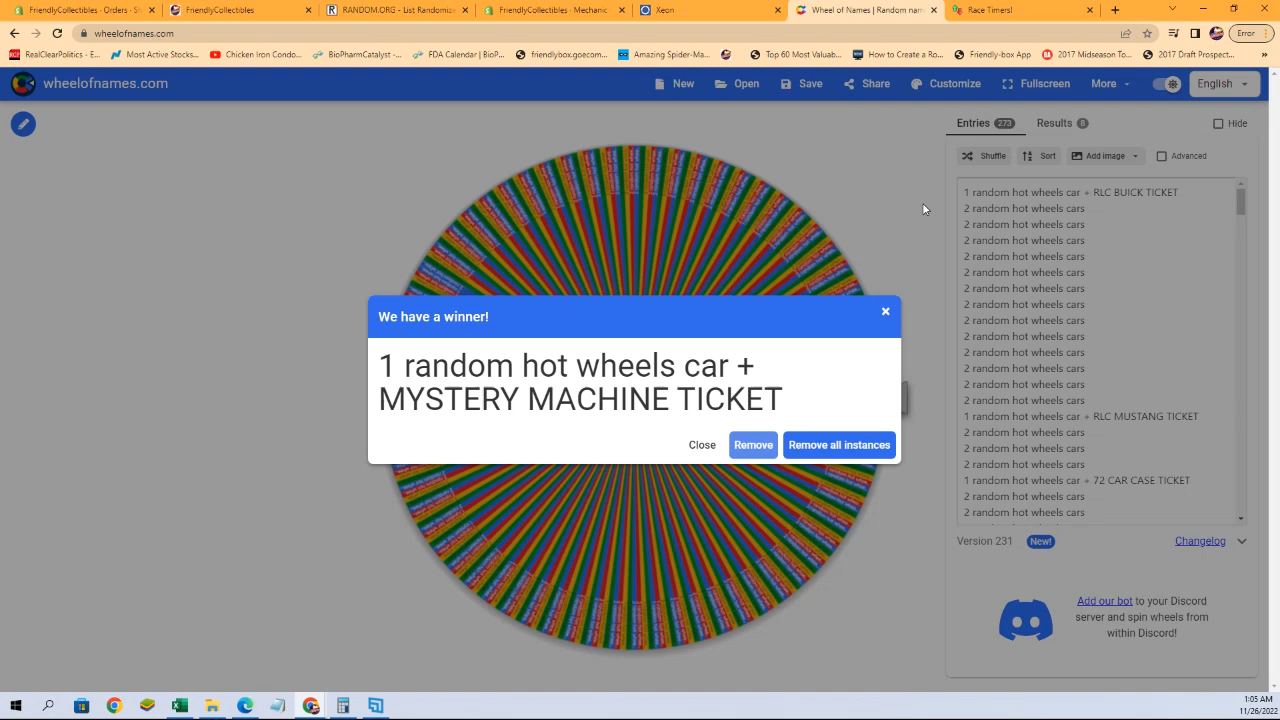 FriendlyCollectibles - Orders - S
FriendlyCollectibles
RANDOM.ORG - List Randomize
FriendlyCollectibles - Mechanic
Xeon
Wheel of Names | Random nam
Race Timers!
wheelofnames.com
Error
RealClearPolitics - E...
Most Active Stocks...
Chicken Iron Condo...
BioPharmCatalyst -...
FDA Calendar | BioP...
friendlybox.goecom...
Amazing Spider-Ma...
Top 60 Most Valuab...
How to Create a Ro...
Friendly-box App
2017 Midseason To...
2017 Draft Prospect...
wheelofnames.com
New
Open
Save
Share
Customize
Fullscreen
More
English
Entries 273
Results 8
Hide
Shuffle
Sort
Add image
Advanced
1 random hot wheels car + RLC BUICK TICKET
2 random hot wheels cars
2 random hot wheels cars
2 random hot wheels cars
2 random hot wheels cars
2 random hot wheels cars
2 random hot wheels cars
2 random hot wheels cars
2 random hot wheels cars
2 random hot wheels cars
2 random hot wheels cars
2 random hot wheels cars
2 random hot wheels cars
2 random hot wheels cars
1 random hot wheels car + RLC MUSTANG TICKET
2 random hot wheels cars
2 random hot wheels cars
2 random hot wheels cars
1 random hot wheels car + 72 CAR CASE TICKET
2 random hot wheels cars
2 random hot wheels cars
We have a winner!
1 random hot wheels car +
MYSTERY MACHINE TICKET
Close
Remove
Remove all instances
Version 231
New!
Changelog
Add our bot to your Discord
server and spin wheels from
within Discord!
1:05 AM
11/26/2022